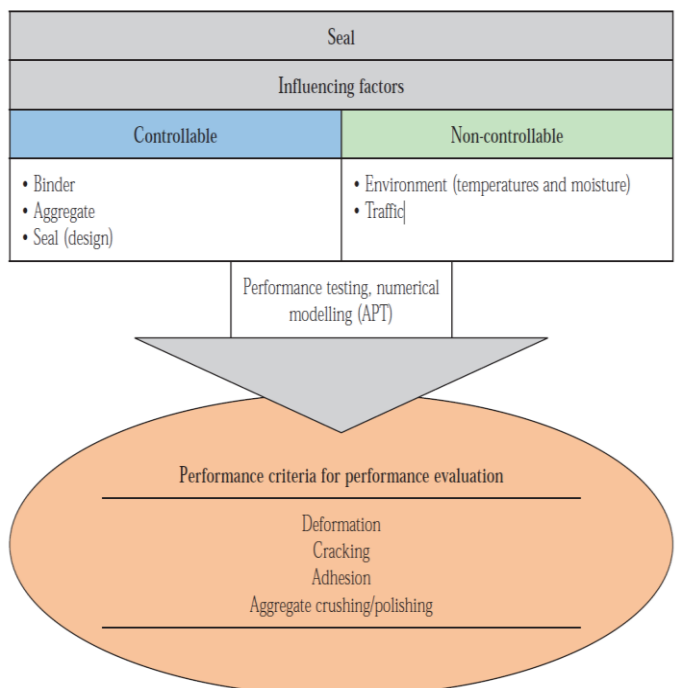 Seal
Influencing factors
Controllable
Non-controllable
• Binder
• Aggregate
• Seal (design)
• Environment (temperatures and moisture)
• Traffic
Performance testing, numerical
modelling (APT)
Performance criteria for performance evaluation
Deformation
Cracking
Adhesion
Aggregate crushing/polishing